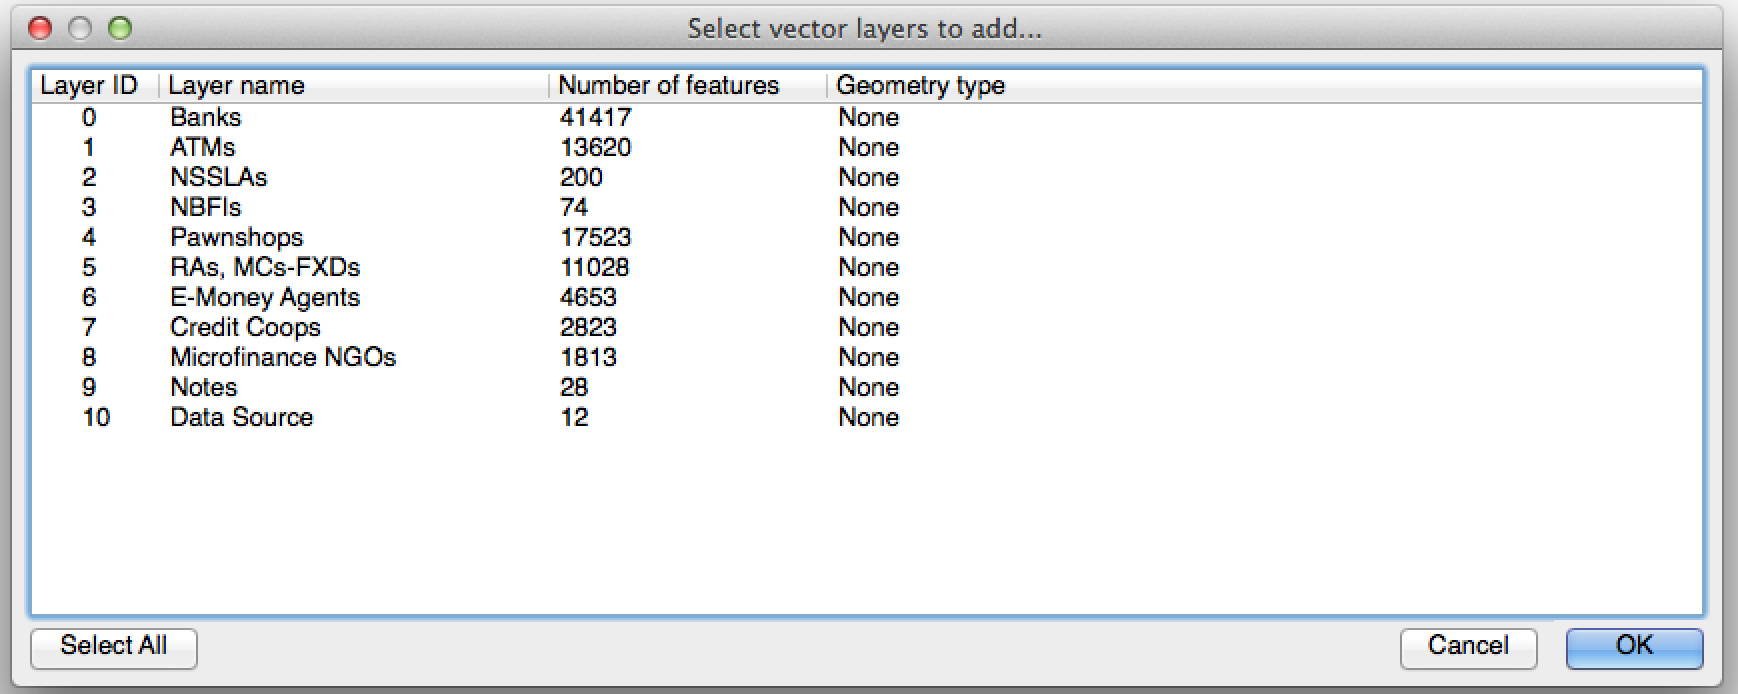 Select vector layers to add...
Layer ID Layer name Number of features Geometry type
0 Banks 41417 None
1 ATMs 13620 None
2 NSSLAs 200 None
3 NBFIs 74 None
4 Pawnshops 17523 None
5 RAs, MCs-FXDs 11028 None
6 E-Money Agents 4653 None
7 Credit Coops 2823 None
8 Microfinance NGOs 1813 None
9 Notes 28 None
10 Data Source 12 None
Select All Cancel OK